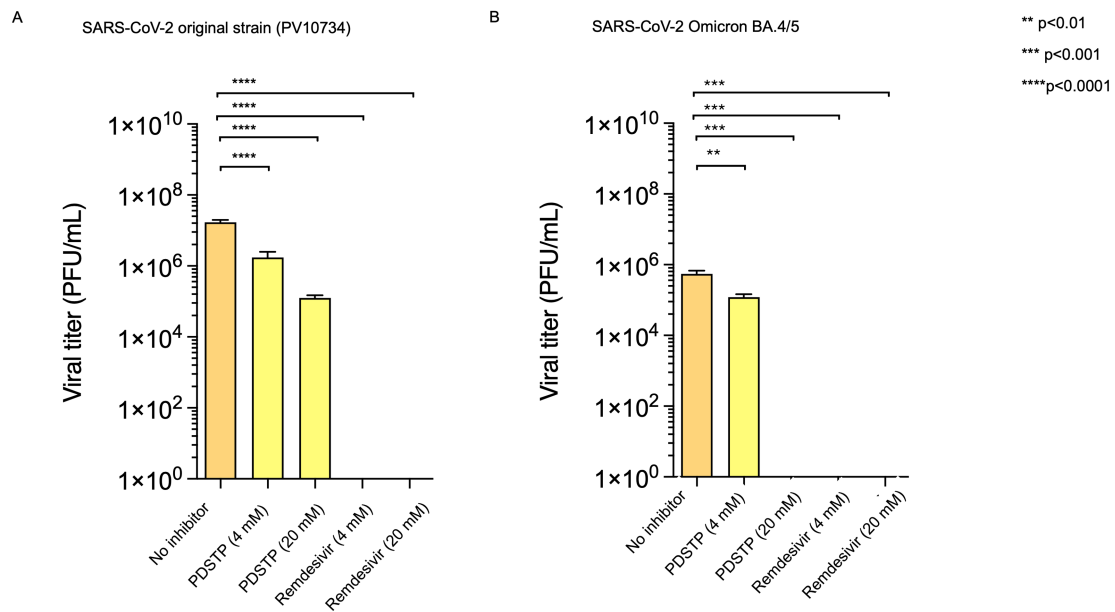 A
SARS-CoV-2 original strain (PV10734)
****
****
****
****
1×10^10
1×10^8
1×10^6
1×10^4
1×10^2
1×10^0
Viral titer (PFU/mL)
No inhibitor
PDSTP (4 mM)
PDSTP (20 mM)
Remdesivir (4 mM)
Remdesivir (20 mM)
B
SARS-CoV-2 Omicron BA.4/5
***
***
***
**
1×10^10
1×10^8
1×10^6
1×10^4
1×10^2
1×10^0
Viral titer (PFU/mL)
No inhibitor
PDSTP (4 mM)
PDSTP (20 mM)
Remdesivir (4 mM)
Remdesivir (20 mM)
** p<0.01
*** p<0.001
****p<0.0001